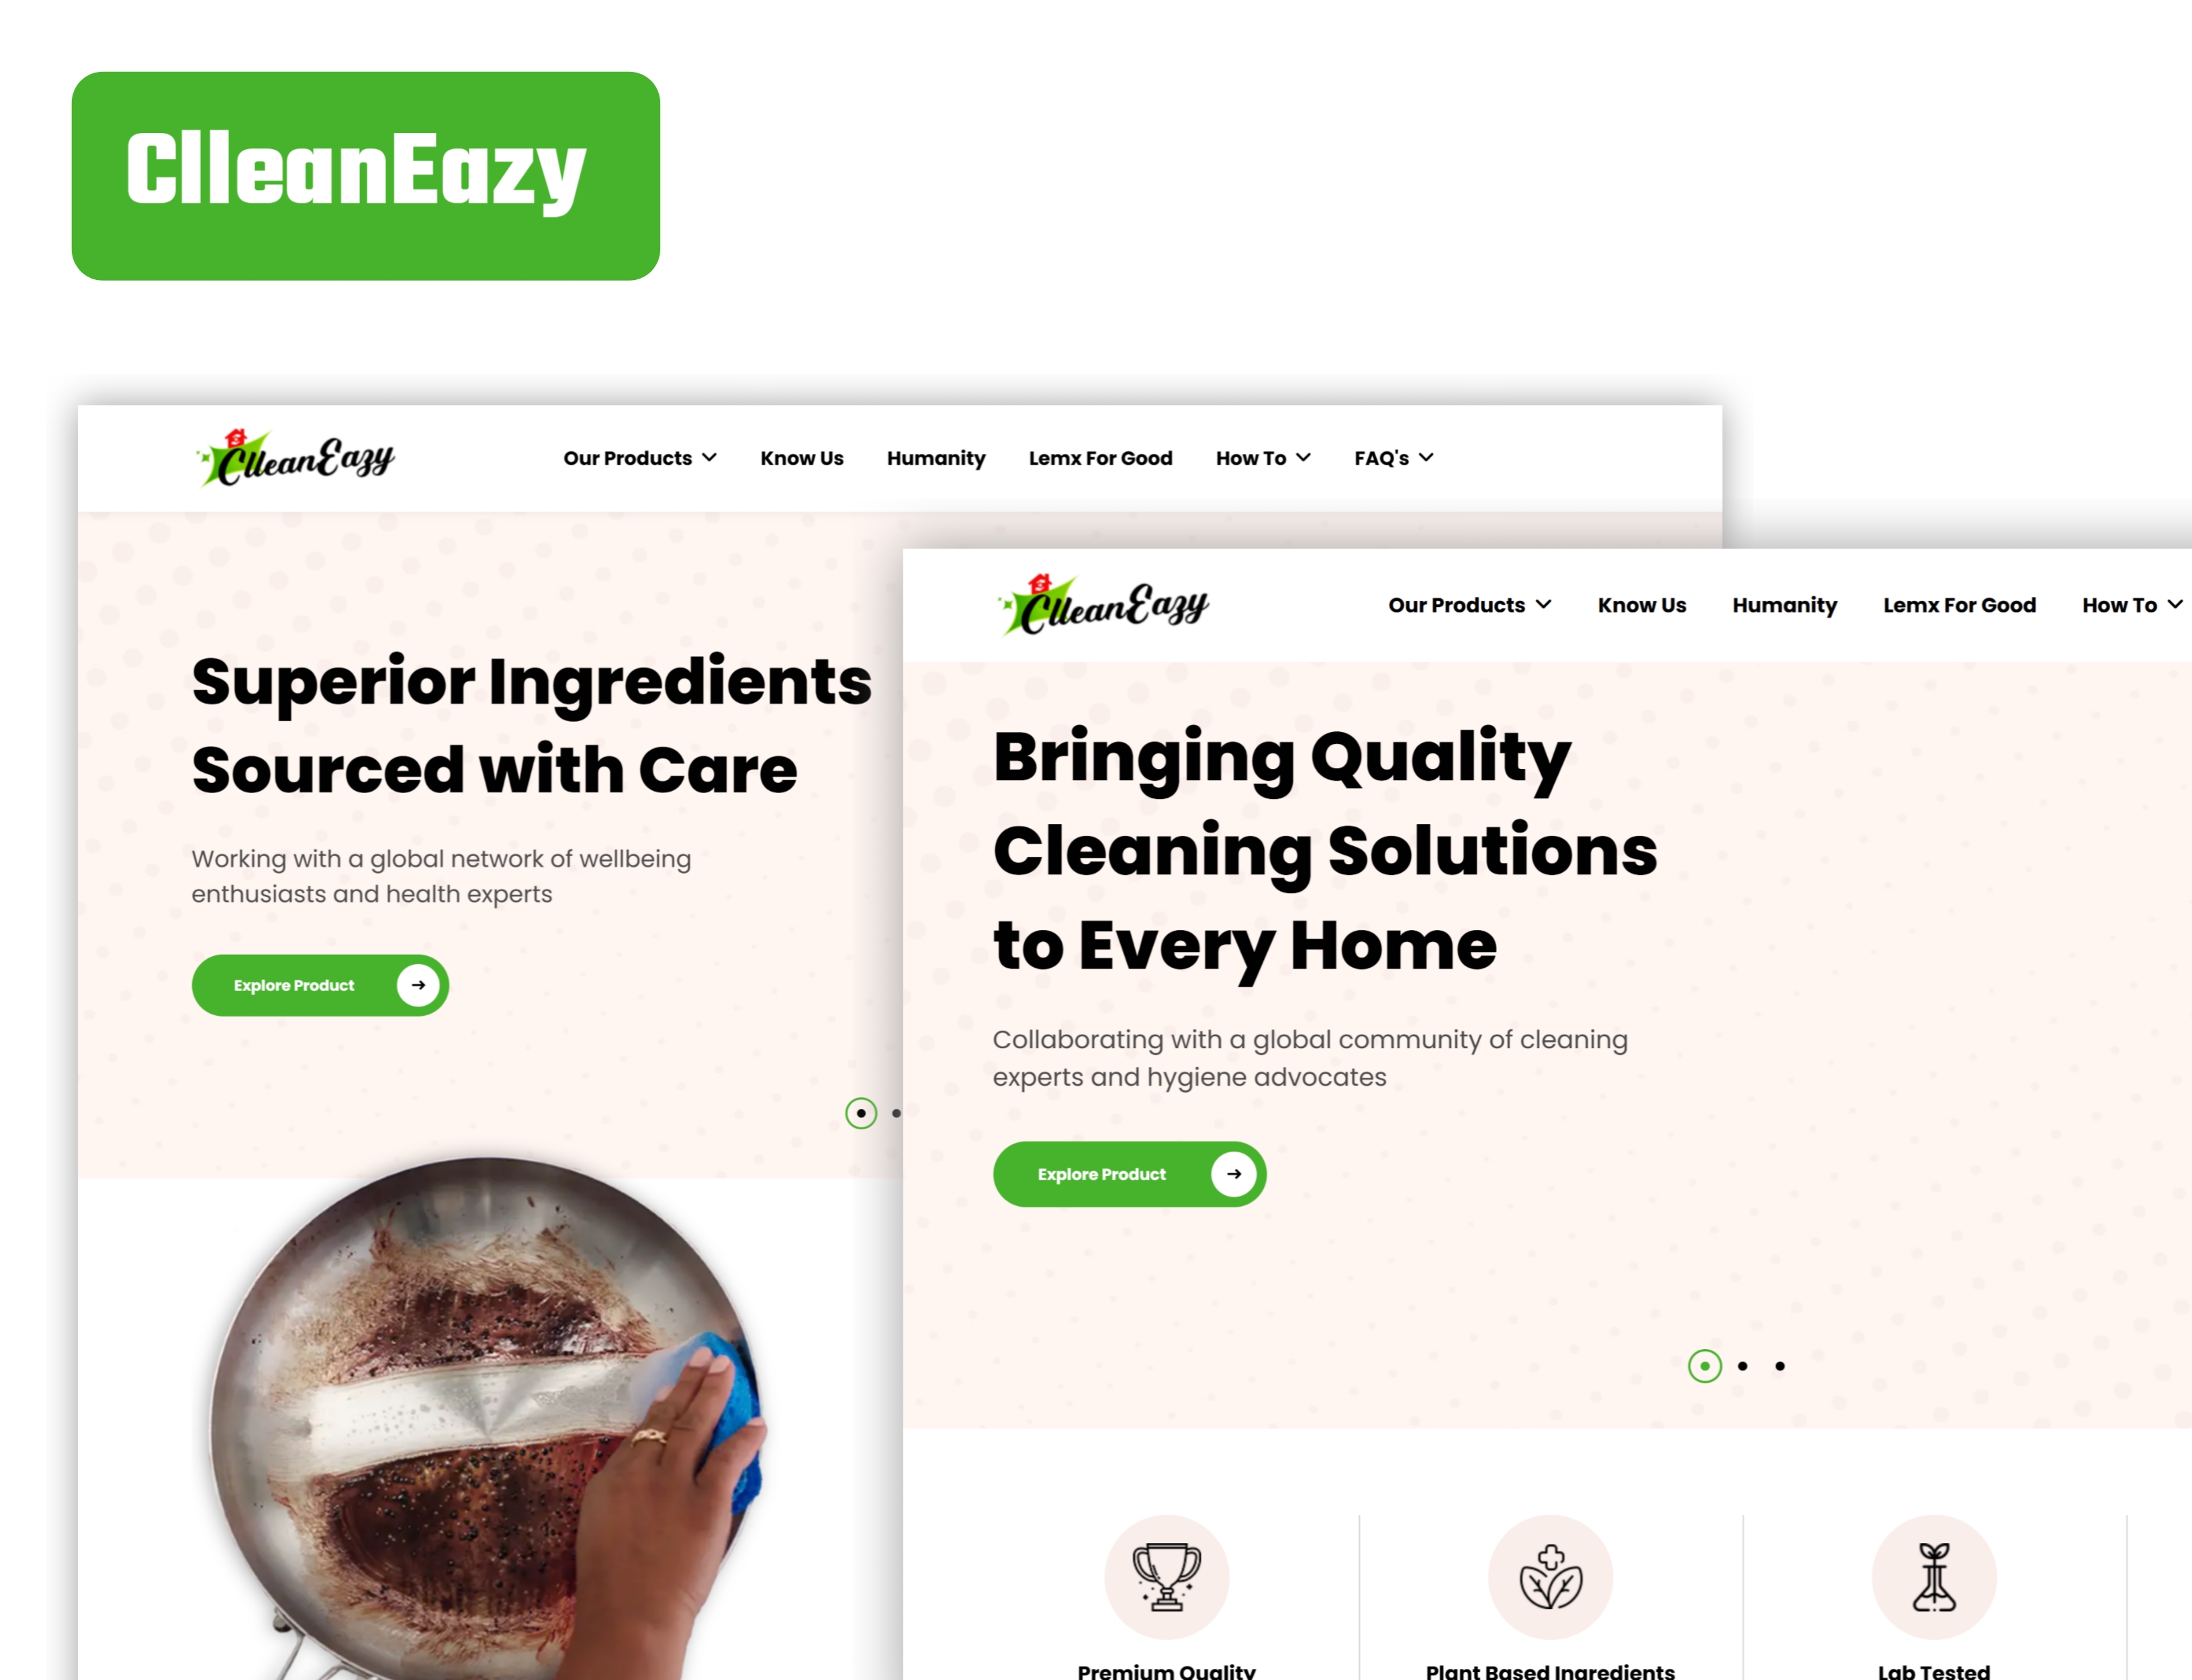 ClleanEazy
ClleanEazy
Our Products
Know Us
Humanity
Lemx For Good
How To
FAQ's
Superior Ingredients
Sourced with Care
Working with a global network of wellbeing
enthusiasts and health experts
Explore Product
ClleanEazy
Our Products
Know Us
Humanity
Lemx For Good
How To
Bringing Quality
Cleaning Solutions
to Every Home
Collaborating with a global community of cleaning
experts and hygiene advocates
Explore Product
Premium Quality
Plant Based Ingredients
Lab Tested